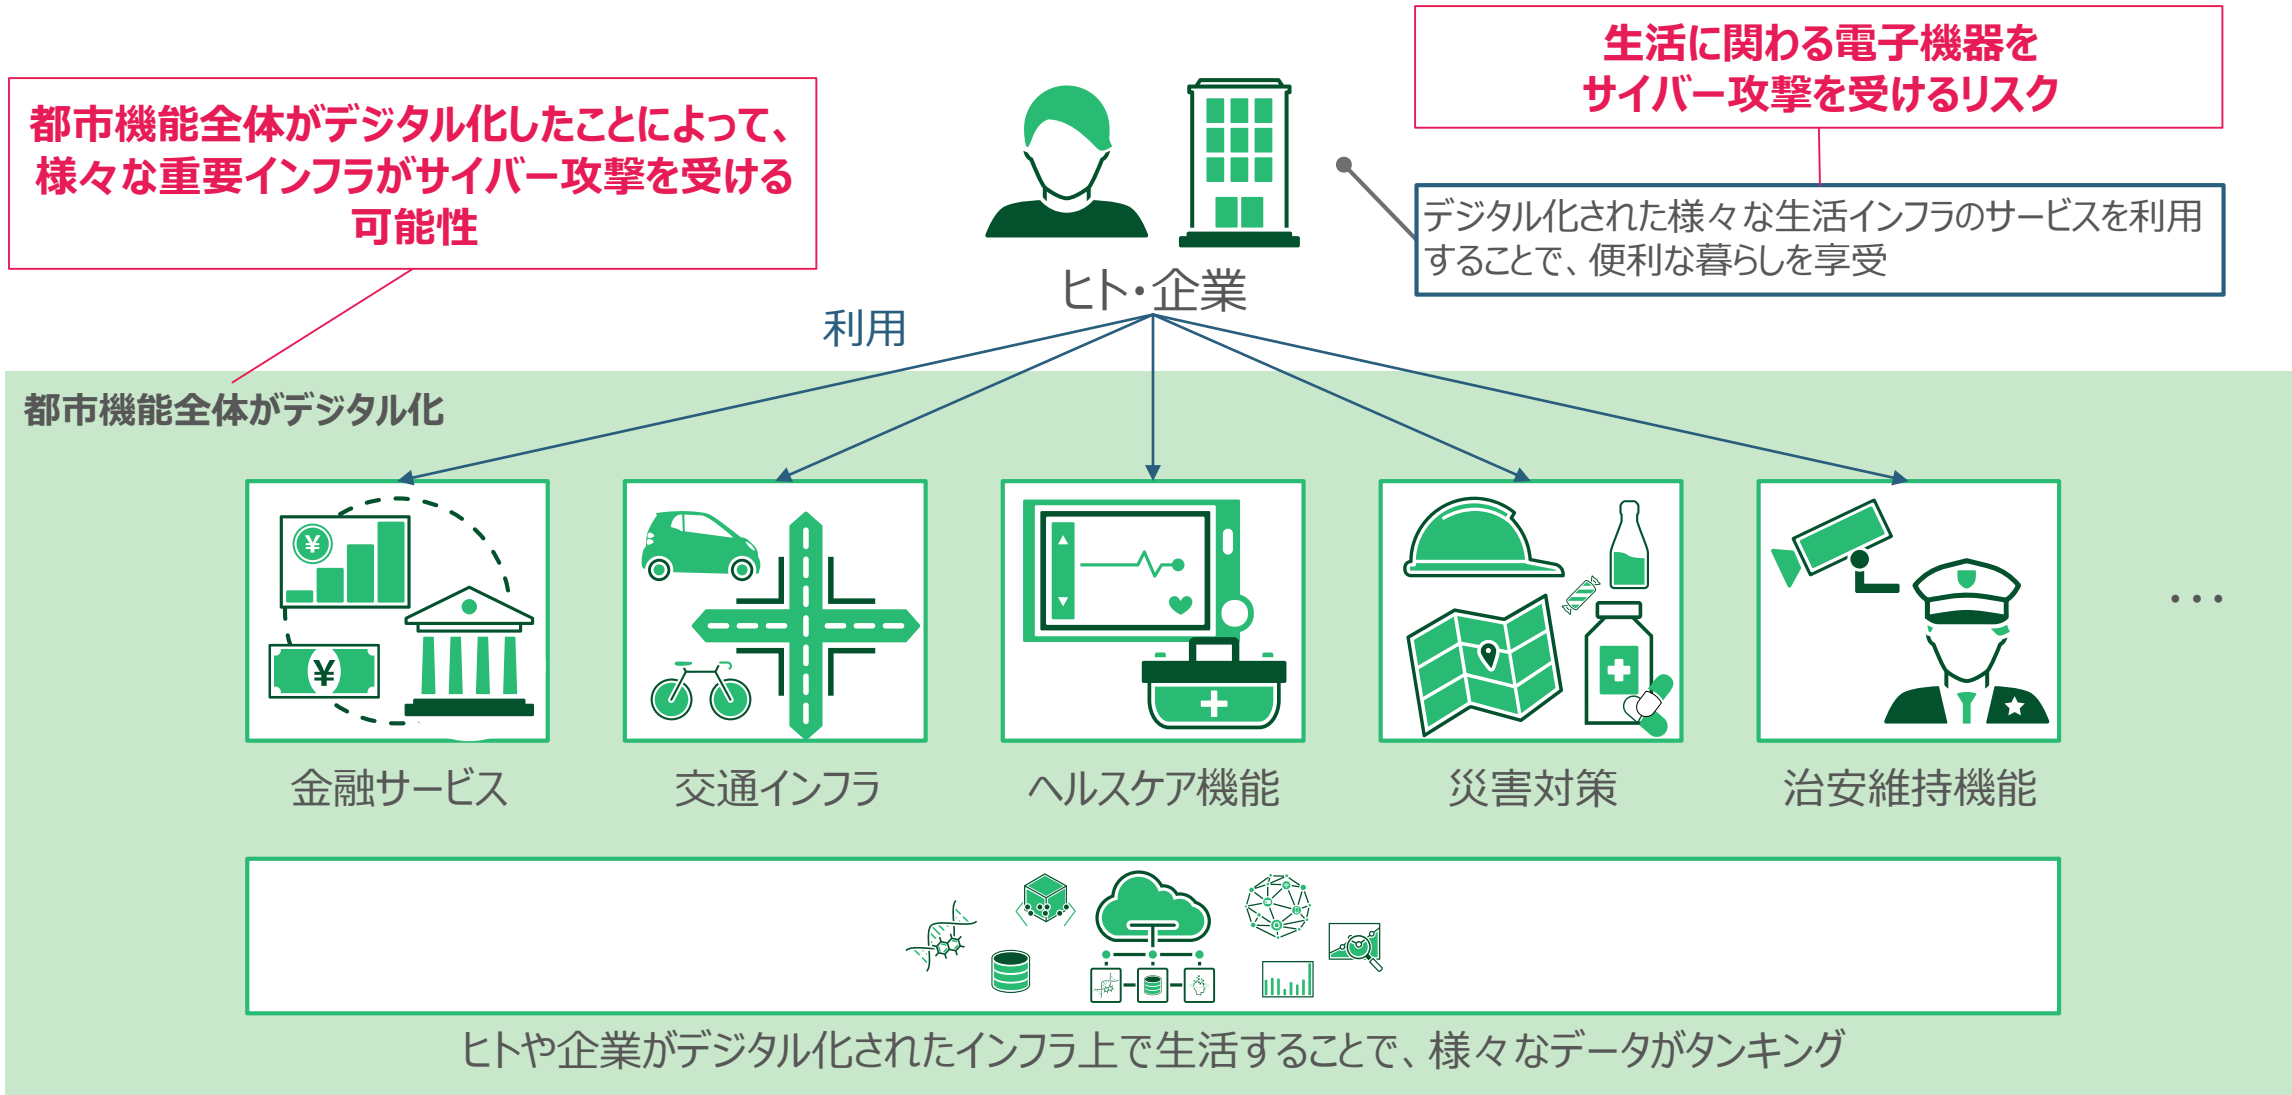 生活に関わる電子機器を
サイバー攻撃を受けるリスク
都市機能全体がデジタル化したことによって、
様々な重要インフラがサイバー攻撃を受ける
可能性
デジタル化された様々な生活インフラのサービスを利用
することで、便利な暮らしを享受
ヒト・企業
利用
都市機能全体がデジタル化
¥
¥
金融サービス
交通インフラ
ヘルスケア機能
災害対策
治安維持機能
・・・
ヒトや企業がデジタル化されたインフラ上で生活することで、様々なデータがタンキング